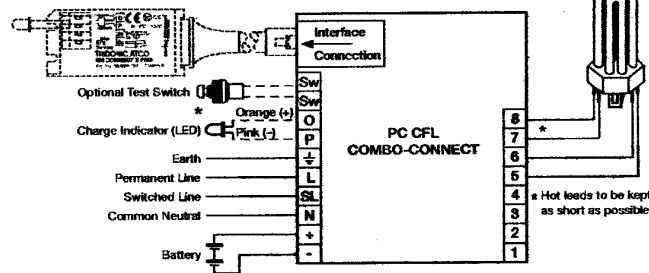 TRIDONIC.ATCO
Interface
Connection
Optional Test Switch
Sw
Sw
*
Orange (+)
O
Charge Indicator (LED)
Pink (–)
P
Earth
Permanent Line
L
Switched Line
SL
Common Neutral
N
+
Battery
-
PC CFL
COMBO-CONNECT
8
*
7
6
5
4
3
2
1
* Hot leads to be kept
as short as possible